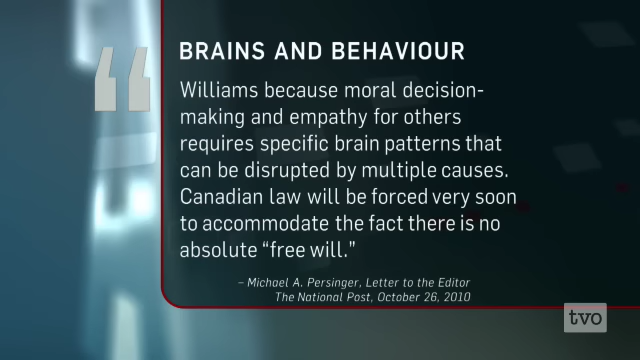 BRAINS AND BEHAVIOUR
Williams because moral decision-
making and empathy for others
requires specific brain patterns that
can be disrupted by multiple causes.
Canadian law will be forced very soon
to accommodate the fact there is no
absolute “free will.”
– Michael A. Persinger, Letter to the Editor
The National Post, October 26, 2010
tvo